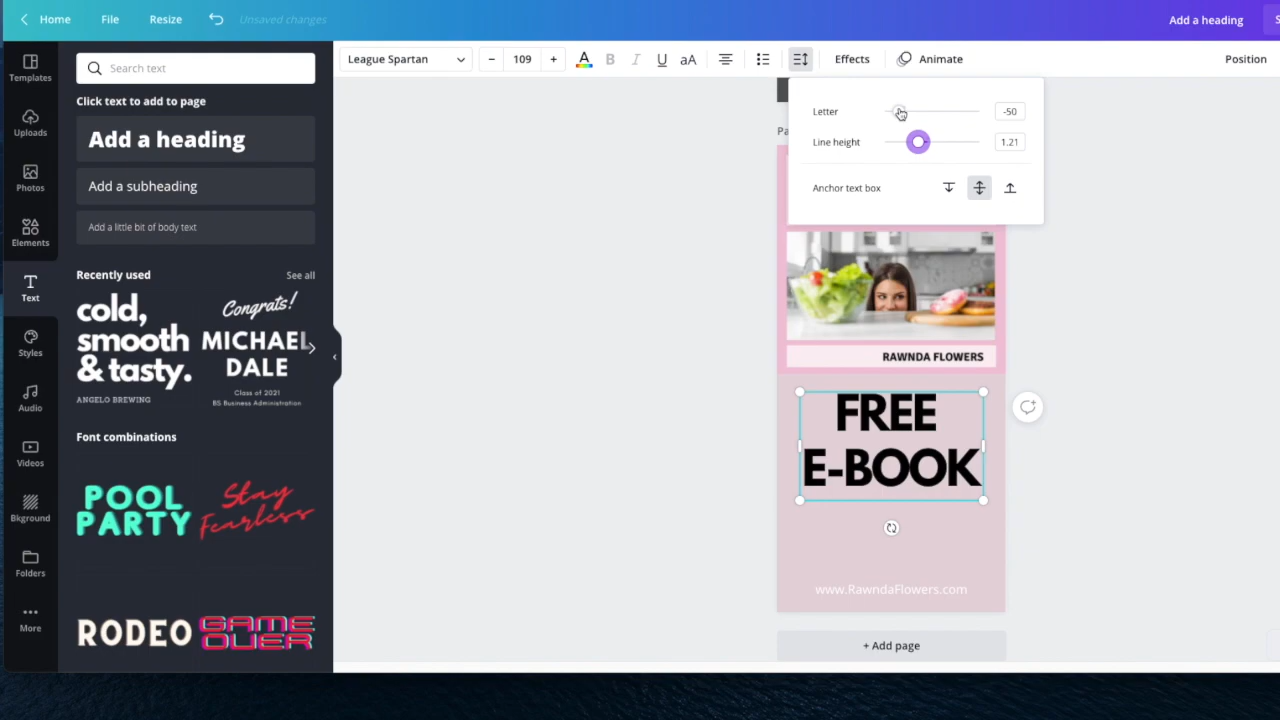 Home
File
Resize
Unsaved changes
Add a heading
S
Templates
Uploads
Photos
Elements
Text
Styles
Audio
Videos
Bkground
Folders
More
Search text
Click text to add to page
Add a heading
Add a subheading
Add a little bit of body text
Recently used
See all
cold,
smooth
& tasty.
ANGELO BREWING
Congrats!
MICHAEL
DALE
Class of 2021
BS Business Administration
Font combinations
POOL
PARTY
Stay
Fearless
RODEO
GAME
OVER
League Spartan
−
109
+
A
B
I
U
aA
Effects
Animate
Position
Letter
-50
Line height
1.21
Anchor text box
Pa
RAWNDA FLOWERS
FREE
E-BOOK
www.RawndaFlowers.com
+ Add page